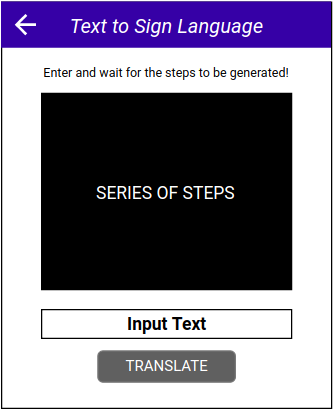 Text to Sign Language
Enter and wait for the steps to be generated!
SERIES OF STEPS
Input Text
TRANSLATE